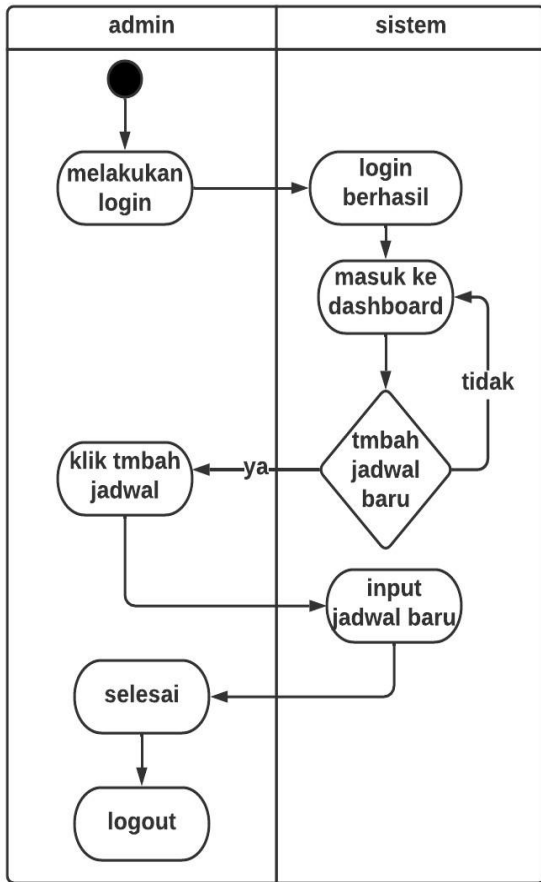 admin
sistem
melakukan
login
login
berhasil
masuk ke
dashboard
tidak
tmbah
jadwal
baru
ya
klik tmbah
jadwal
input
jadwal baru
selesai
logout